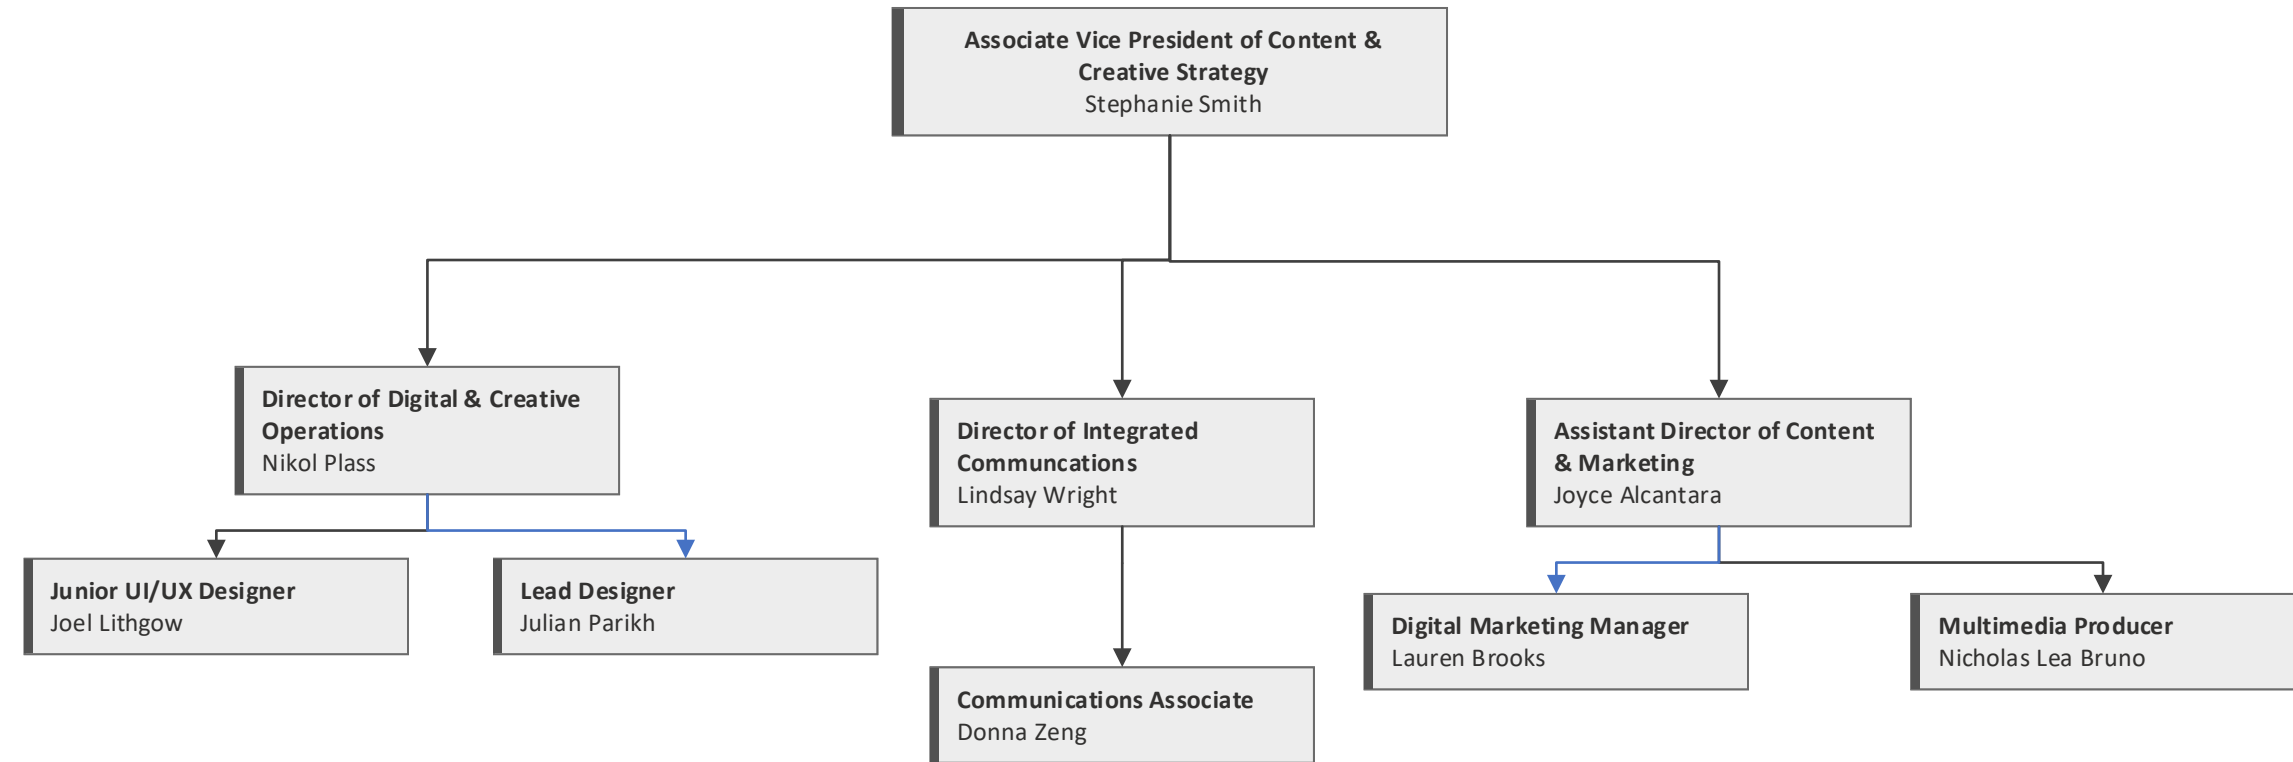 Associate Vice President of Content &
Creative Strategy
Stephanie Smith
Director of Digital & Creative
Operations
Nikol Plass
Director of Integrated
Communcations
Lindsay Wright
Assistant Director of Content
& Marketing
Joyce Alcantara
Junior UI/UX Designer
Joel Lithgow
Lead Designer
Julian Parikh
Communications Associate
Donna Zeng
Digital Marketing Manager
Lauren Brooks
Multimedia Producer
Nicholas Lea Bruno